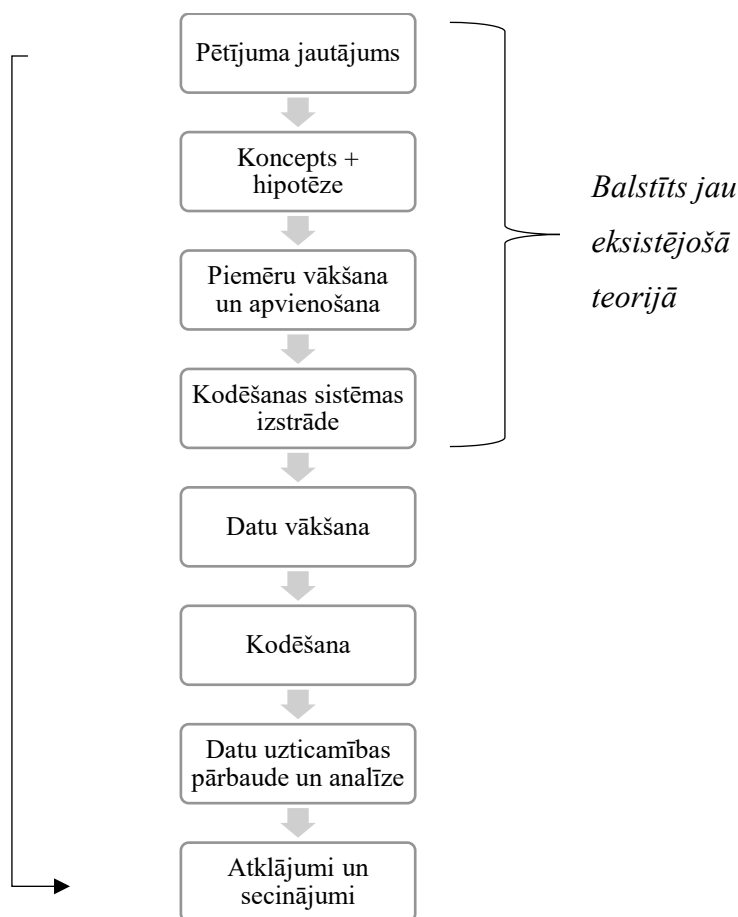 Pētījuma jautājums
Koncepts +
hipotēze
Piemēru vākšana
un apvienošana
Kodēšanas sistēmas
izstrāde
Balstīts jau
eksistējošā
teorijā
Datu vākšana
Kodēšana
Datu uzticamības
pārbaude un analīze
Atklājumi un
secinājumi